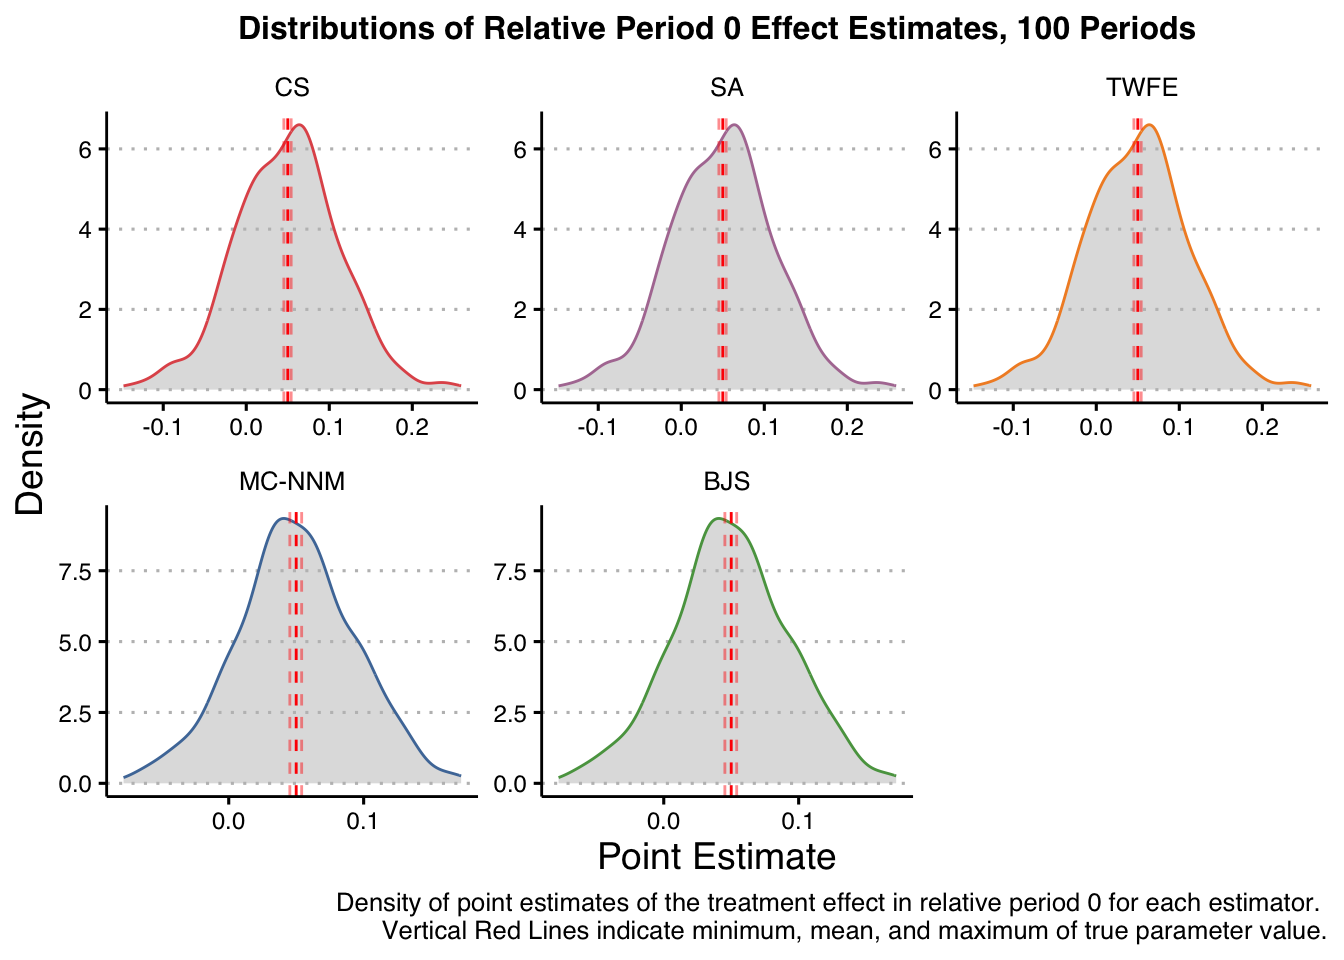 Distributions of Relative Period 0 Effect Estimates, 100 Periods
CS
SA
TWFE
6
4
2
0
-0.1 0.0 0.1 0.2
6
4
2
0
-0.1 0.0 0.1 0.2
6
4
2
0
-0.1 0.0 0.1 0.2
Density
MC-NNM
BJS
7.5
5.0
2.5
0.0
0.0 0.1
7.5
5.0
2.5
0.0
0.0 0.1
Point Estimate
Density of point estimates of the treatment effect in relative period 0 for each estimator.
Vertical Red Lines indicate minimum, mean, and maximum of true parameter value.